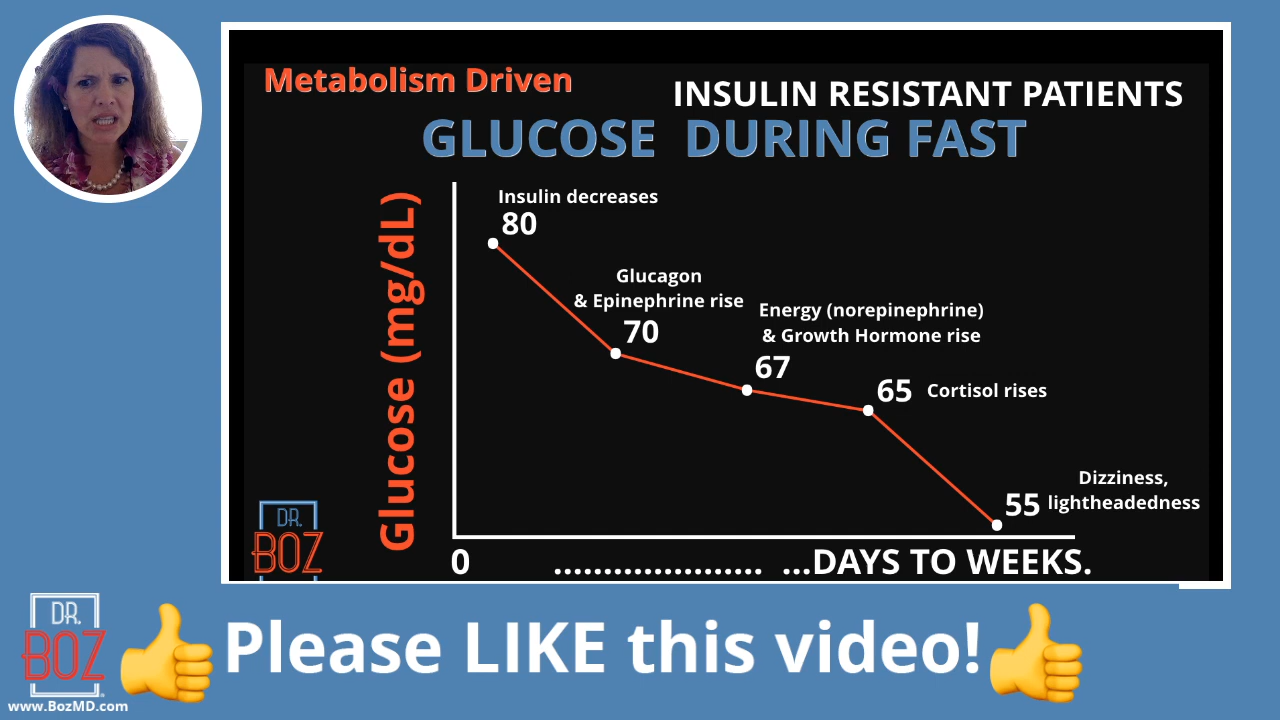 Metabolism Driven
INSULIN RESISTANT PATIENTS
GLUCOSE DURING FAST
Glucose (mg/dL)
Insulin decreases
80
Glucagon
& Epinephrine rise
70
Energy (norepinephrine)
& Growth Hormone rise
67
65 Cortisol rises
Dizziness,
55 lightheadedness
0 ..................... ...DAYS TO WEEKS.
DR.
BOZ
DR.
BOZ
Please LIKE this video!
www.BozMD.com